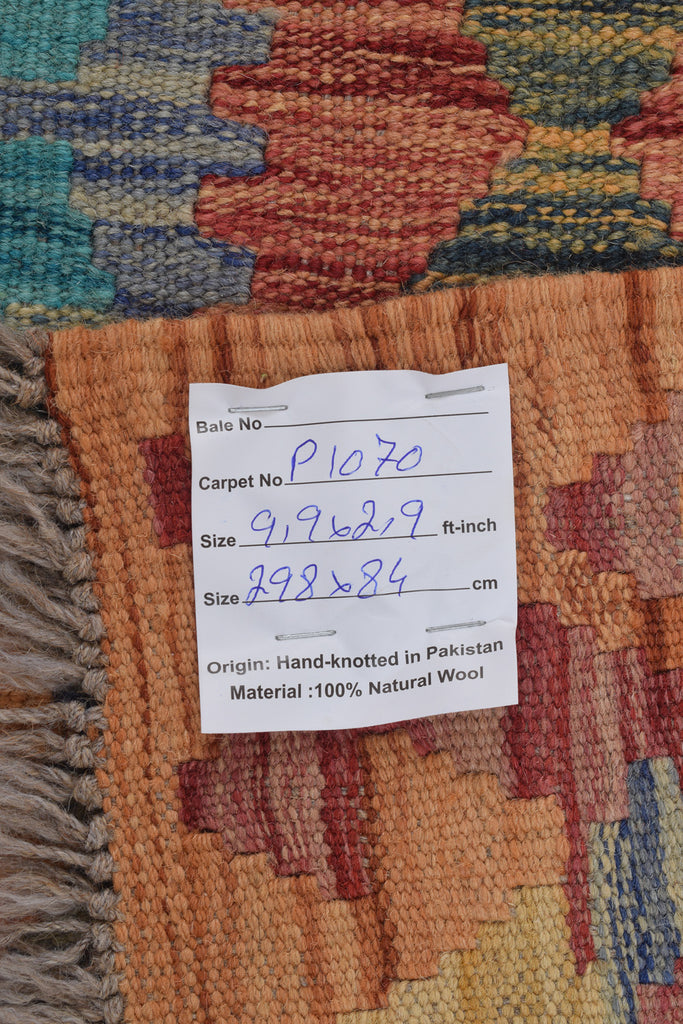 Bale No
Carpet No P1070
Size 9,9x2,9 ft-inch
Size 298x84 cm
Origin: Hand-knotted in Pakistan
Material :100% Natural Wool